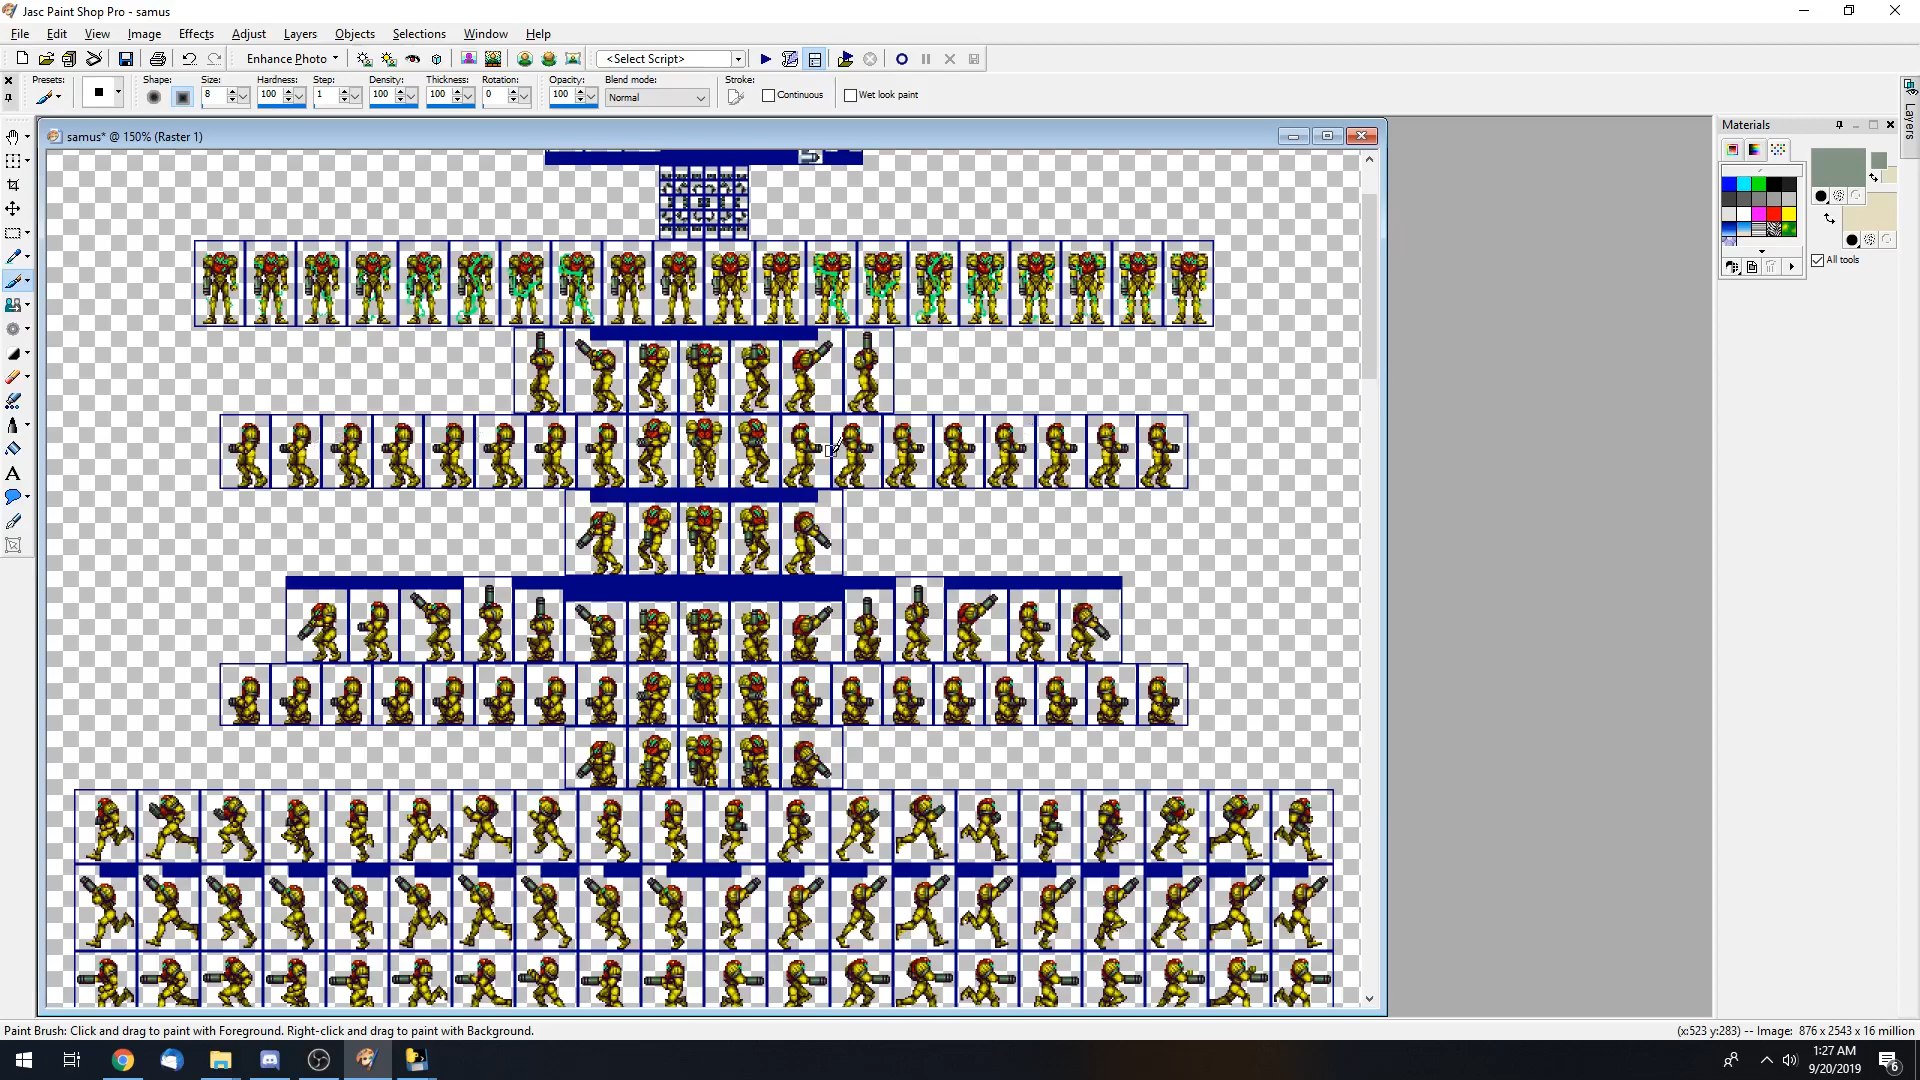 Jasc Paint Shop Pro - samus
File Edit View Image Effects Adjust Layers Objects Selections Window Help
Enhance Photo <Select Script>
Presets: Shape: Size: Hardness: Step: Density: Thickness: Rotation: Opacity: Blend mode: Stroke:
8 100 1 100 100 0 100 Normal Continuous Wet look paint
samus* @ 150% (Raster 1)
Materials
Layers
All tools
Paint Brush: Click and drag to paint with Foreground. Right-click and drag to paint with Background.
(x:523 y:283) -- Image: 876 x 2543 x 16 million
1:27 AM
9/20/2019
6